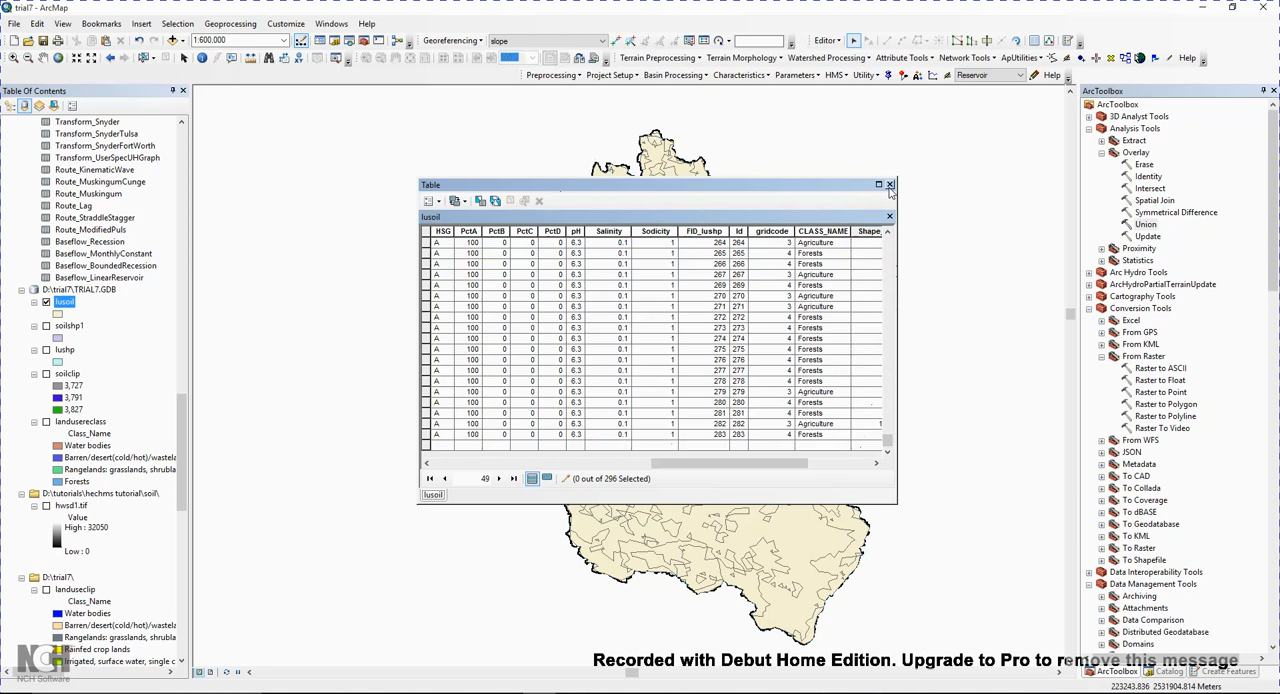 trial7 - ArcMap
File Edit View Bookmarks Insert Selection Geoprocessing Customize Windows Help
1:600,000 Georeferencing slope Editor
Terrain Preprocessing Terrain Morphology Watershed Processing Attribute Tools Network Tools ApUtilities Help
Preprocessing Project Setup Basin Processing Characteristics Parameters HMS Utility Reservoir Help
Table Of Contents
Transform_Snyder
Transform_SnyderTulsa
Transform_SnyderFortWorth
Transform_UserSpecUHGraph
Route_KinematicWave
Route_MuskingumCunge
Route_Muskingum
Route_Lag
Route_StraddleStagger
Route_ModifiedPuls
Baseflow_Recession
Baseflow_MonthlyConstant
Baseflow_BoundedRecession
Baseflow_LinearReservoir
D:\trial7\TRIAL7.GDB
lusoil
soilshp1
lushp
soilclip
3,727
3,791
3,827
landusereclass
Class_Name
Water bodies
Barren/desert(cold/hot)/wastela
Rangelands: grasslands, shrubla
Forests
D:\tutorials\hechms tutorial\soil\
hwsd1.tif
Value
High : 32050
Low : 0
D:\trial7\
landuseclip
Class_Name
Water bodies
Barren/desert(cold/hot)/wastela
Rangelands: grasslands, shrubla
Rainfed crop lands
Irrigated, surface water, single c
NCH
NCH Software
Table
lusoil
HSG PctA PctB PctC PctD pH Salinity Sodicity FID_lushp Id gridcode CLASS_NAME Shape_
A 100 0 0 0 6.3 0.1 1 264 264 3 Agriculture
A 100 0 0 0 6.3 0.1 1 265 265 4 Forests
A 100 0 0 0 6.3 0.1 1 266 266 4 Forests
A 100 0 0 0 6.3 0.1 1 267 267 3 Agriculture
A 100 0 0 0 6.3 0.1 1 269 269 4 Forests
A 100 0 0 0 6.3 0.1 1 270 270 3 Agriculture
A 100 0 0 0 6.3 0.1 1 271 271 3 Agriculture
A 100 0 0 0 6.3 0.1 1 272 272 4 Forests
A 100 0 0 0 6.3 0.1 1 273 273 4 Forests
A 100 0 0 0 6.3 0.1 1 274 274 4 Forests
A 100 0 0 0 6.3 0.1 1 275 275 4 Forests
A 100 0 0 0 6.3 0.1 1 276 276 4 Forests
A 100 0 0 0 6.3 0.1 1 277 277 4 Forests
A 100 0 0 0 6.3 0.1 1 278 278 4 Forests
A 100 0 0 0 6.3 0.1 1 279 279 3 Agriculture
A 100 0 0 0 6.3 0.1 1 280 280 4 Forests
A 100 0 0 0 6.3 0.1 1 281 281 4 Forests
A 100 0 0 0 6.3 0.1 1 282 282 3 Agriculture 1
A 100 0 0 0 6.3 0.1 1 283 283 4 Forests
49 (0 out of 296 Selected)
lusoil
ArcToolbox
ArcToolbox
3D Analyst Tools
Analysis Tools
Extract
Overlay
Erase
Identity
Intersect
Spatial Join
Symmetrical Difference
Union
Update
Proximity
Statistics
Arc Hydro Tools
ArcHydroPartialTerrainUpdate
Cartography Tools
Conversion Tools
Excel
From GPS
From KML
From Raster
Raster to ASCII
Raster to Float
Raster to Point
Raster to Polygon
Raster to Polyline
Raster To Video
From WFS
JSON
Metadata
To CAD
To Collada
To Coverage
To dBASE
To Geodatabase
To KML
To Raster
To Shapefile
Data Interoperability Tools
Data Management Tools
Archiving
Attachments
Data Comparison
Distributed Geodatabase
Domains
Recorded with Debut Home Edition. Upgrade to Pro to remove this message
ArcToolbox Catalog Create Features
223243.836 2531904.814 Meters